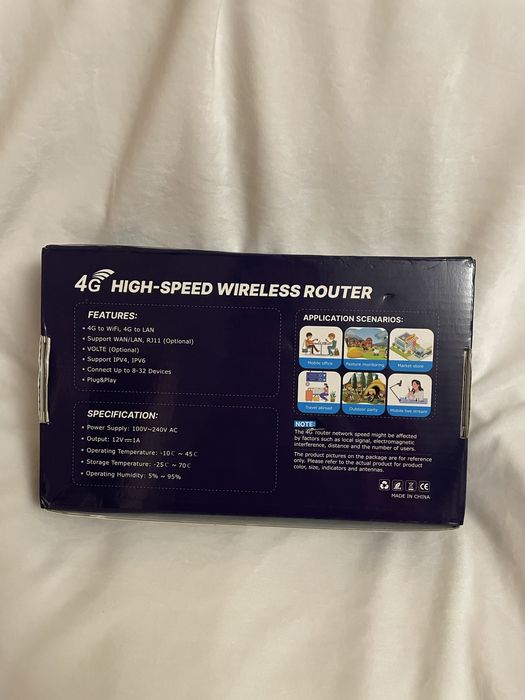 4G HIGH-SPEED WIRELESS ROUTER
FEATURES:
• 4G to WiFi, 4G to LAN
• Support WAN/LAN, RJ11 (Optional)
• VOLTE (Optional)
• Support IPV4, IPV6
• Connect Up to 8-32 Devices
• Plug&Play
SPECIFICATION:
• Power Supply: 100V~240V AC
• Output: 12V⎓1A
• Operating Temperature: -10℃ ~ 45℃
• Storage Temperature: -25℃ ~ 70℃
• Operating Humidity: 5% ~ 95%
APPLICATION SCENARIOS:
Mobile office
Pasture monitoring
Market store
Travel abroad
Outdoor party
Mobile live stream
NOTE
The 4G router network speed might be affected
by factors such as local signal, electromagnetic
interference, distance and the number of users.
The product pictures on the package are for reference
only. Please refer to the actual product for product
color, size, indicators and antennas.
CE
MADE IN CHINA